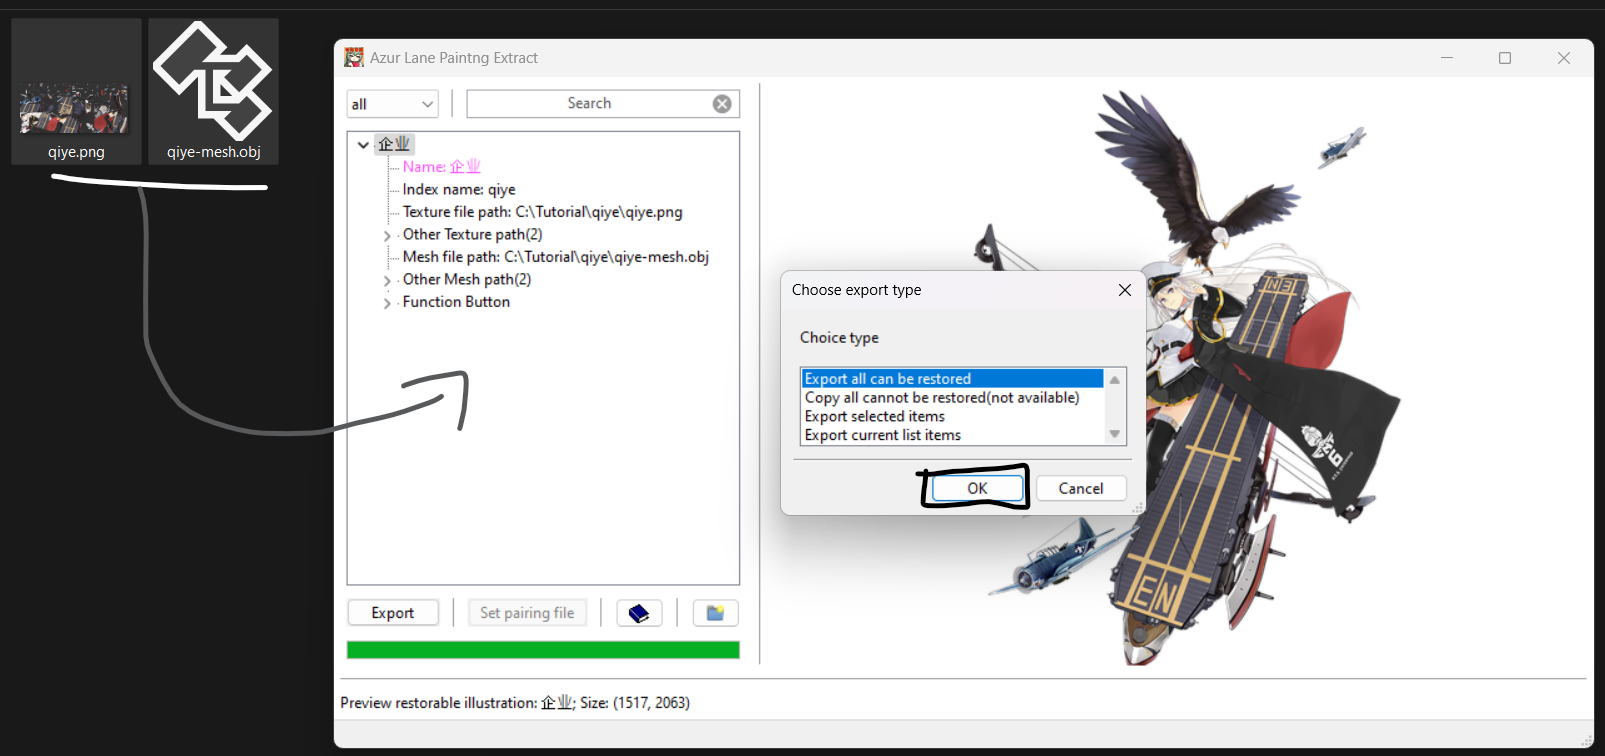 qiye.png
qiye-mesh.obj
Azur Lane Paintng Extract
all
Search
企业
Name: 企业
Index name: qiye
Texture file path: C:\Tutorial\qiye\qiye.png
Other Texture path(2)
Mesh file path: C:\Tutorial\qiye\qiye-mesh.obj
Other Mesh path(2)
Function Button
Export
Set pairing file
Preview restorable illustration: 企业; Size: (1517, 2063)
Choose export type
Choice type
Export all can be restored
Copy all cannot be restored(not available)
Export selected items
Export current list items
OK
Cancel
EN
EN